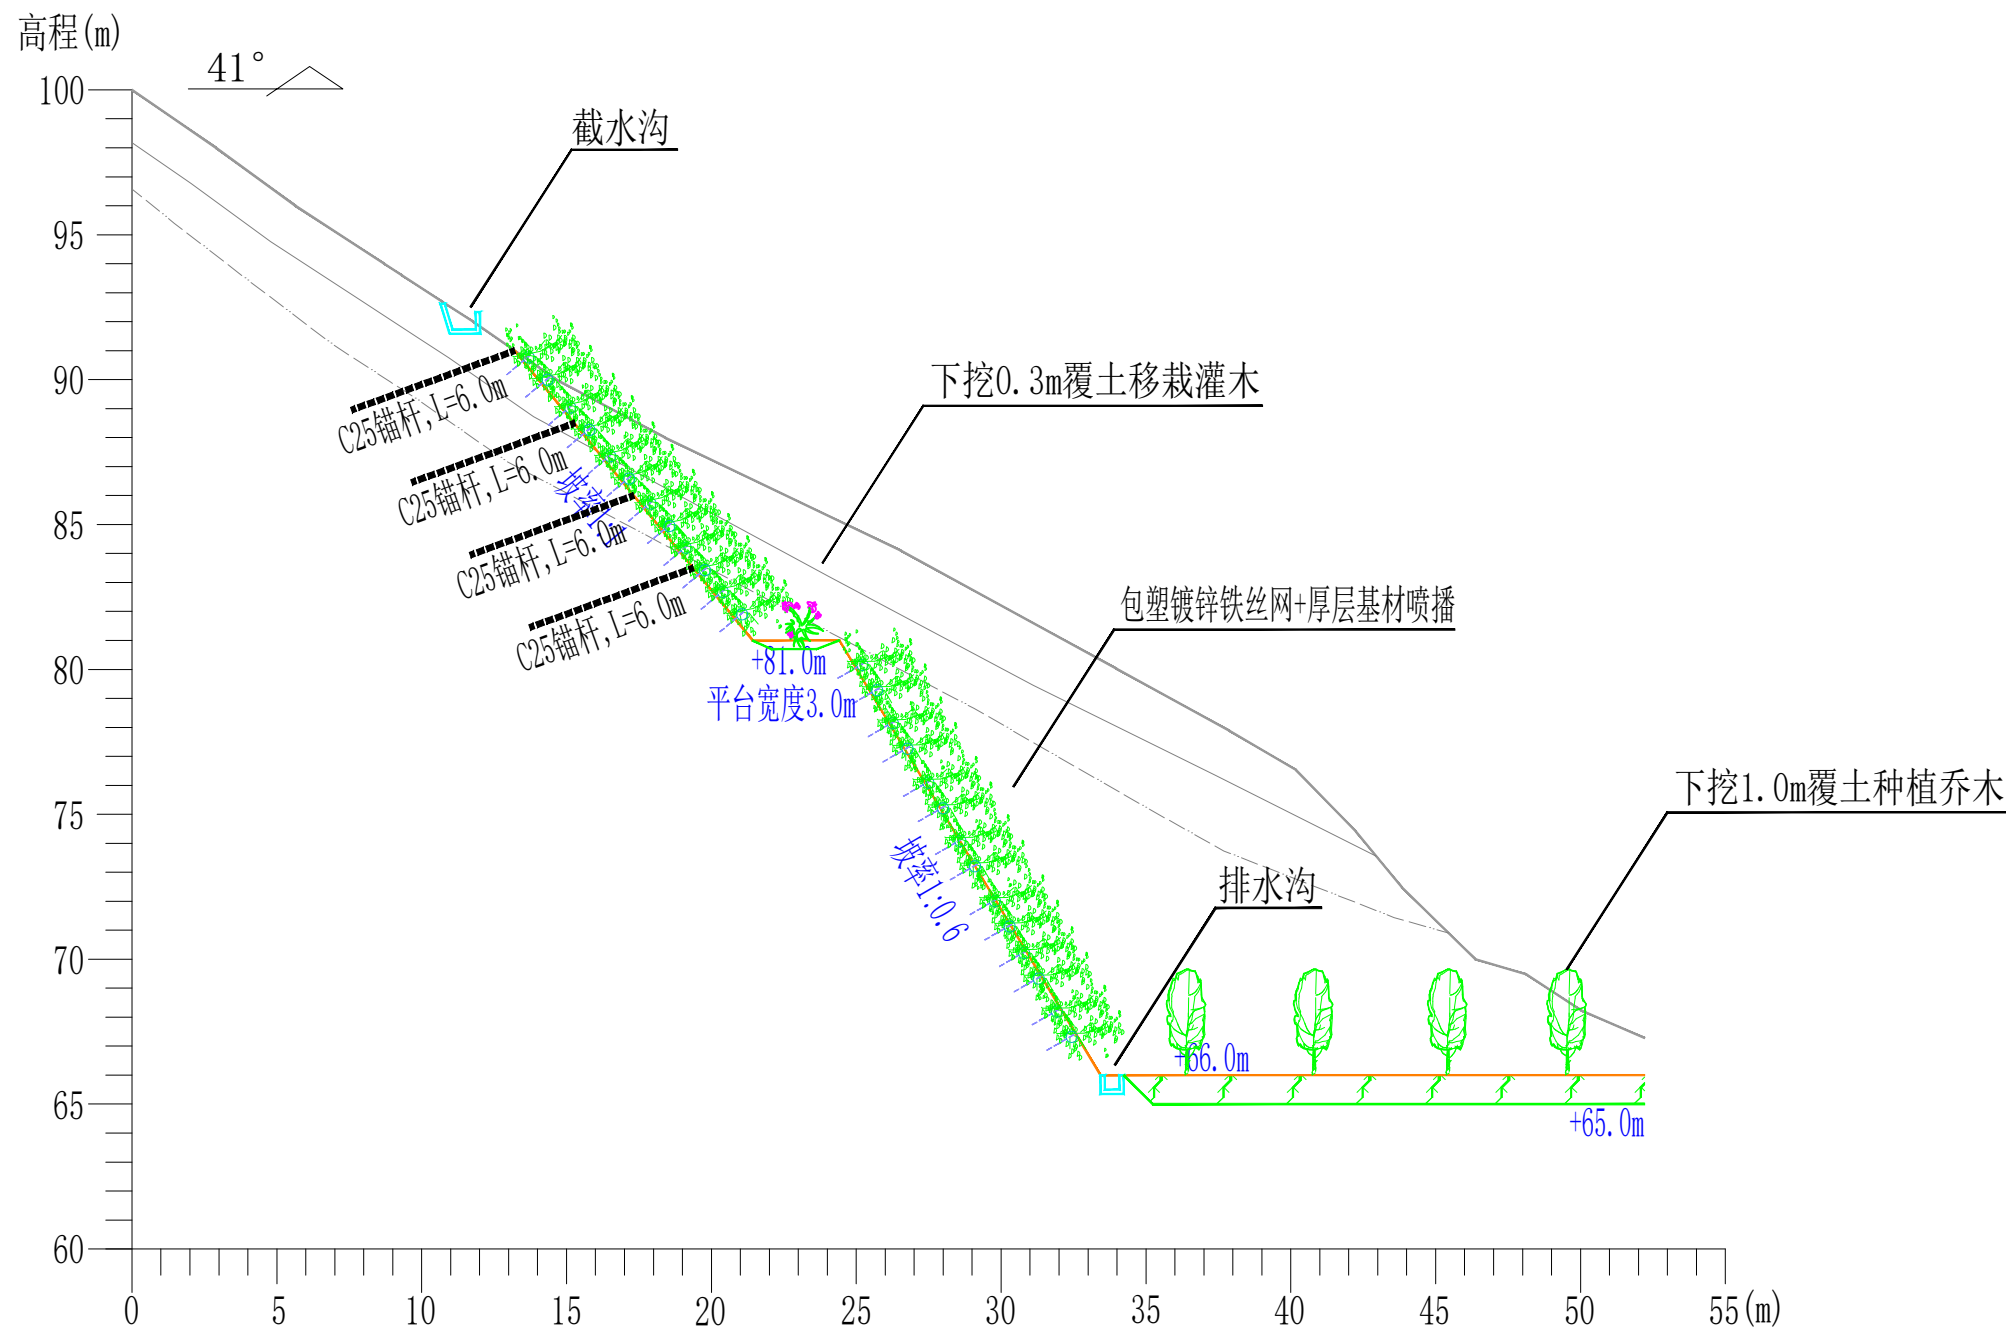 高程(m)
41°
100
95
90
85
80
75
70
65
60
截水沟
下挖0.3m覆土移栽灌木
包塑镀锌铁丝网+厚层基材喷播
下挖1.0m覆土种植乔木
排水沟
C25锚杆,L=6.0m
C25锚杆,L=6.0m
C25锚杆,L=6.0m
C25锚杆,L=6.0m
坡率1:1
+81.0m
平台宽度3.0m
坡率1:0.6
+66.0m
+65.0m
0 5 10 15 20 25 30 35 40 45 50 55(m)